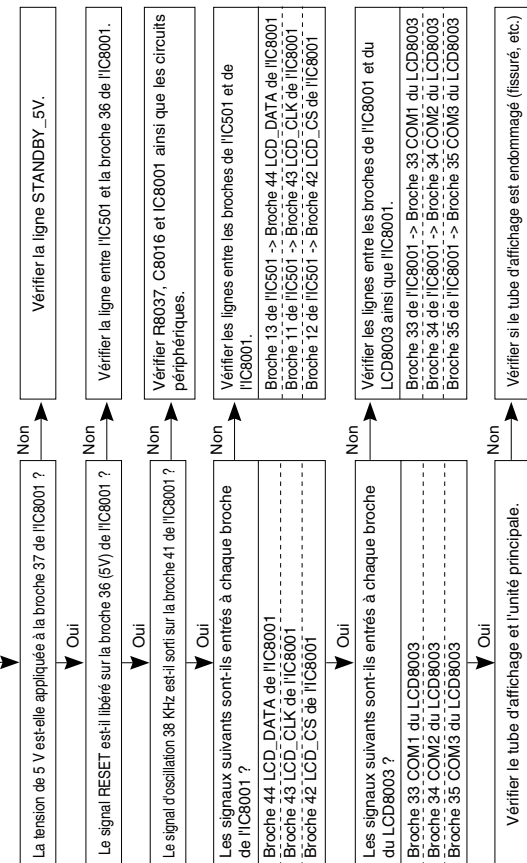 La tension de 5 V est-elle appliquée à la broche 37 de l'IC8001 ?
Non
Vérifier la ligne STANDBY_5V.
Oui
Le signal RESET est-il libéré sur la broche 36 (5V) de l'IC8001 ?
Non
Vérifier la ligne entre l'IC501 et la broche 36 de l'IC8001.
Oui
Le signal d'oscillation 38 KHz est-il sorti sur la broche 41 de l'IC8001 ?
Non
Vérifier R8037, C8016 et IC8001 ainsi que les circuits
périphériques.
Oui
Les signaux suivants sont-ils entrés à chaque broche
de l'IC8001 ?
Broche 44 LCD_DATA de l'IC8001
Broche 43 LCD_CLK de l'IC8001
Broche 42 LCD_CS de l'IC8001
Non
Vérifier les lignes entre les broches de l'IC501 et de
l'IC8001.
Broche 13 de l'IC501 -> Broche 44 LCD_DATA de l'IC8001
Broche 11 de l'IC501 -> Broche 43 LCD_CLK de l'IC8001
Broche 12 de l'IC501 -> Broche 42 LCD_CS de l'IC8001
Oui
Les signaux suivants sont-ils entrés à chaque broche
du LCD8003 ?
Broche 33 COM1 du LCD8003
Broche 34 COM2 du LCD8003
Broche 35 COM3 du LCD8003
Non
Vérifier les lignes entre les broches de l'IC8001 et du
LCD8003 ainsi que l'IC8001.
Broche 33 de l'IC8001 -> Broche 33 COM1 du LCD8003
Broche 34 de l'IC8001 -> Broche 34 COM2 du LCD8003
Broche 35 de l'IC8001 -> Broche 35 COM3 du LCD8003
Oui
Vérifier le tube d'affichage et l'unité principale.
Non
Vérifier si le tube d'affichage est endommagé (fissuré, etc.)